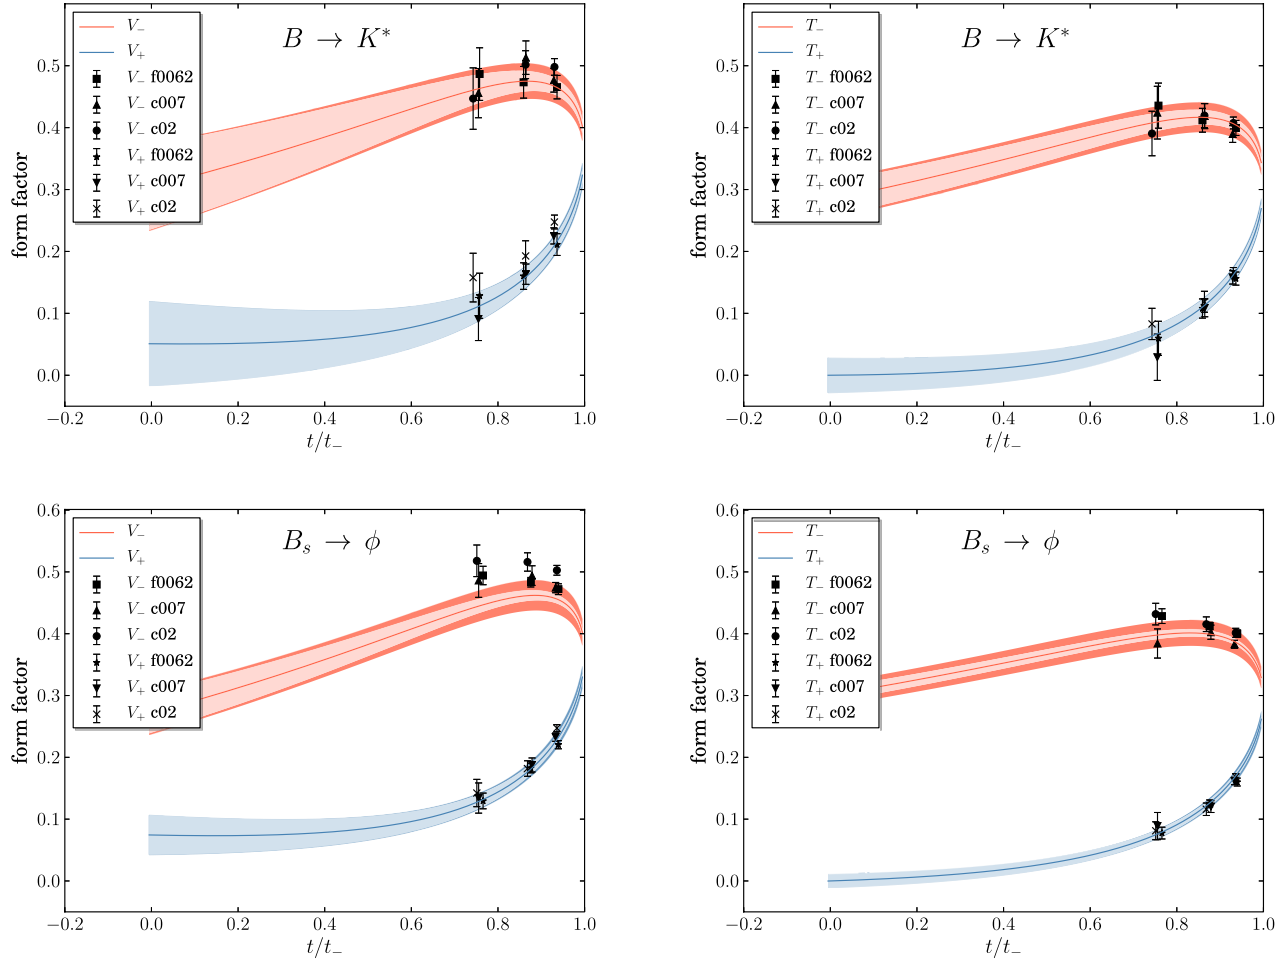 B → K*
V₋
V₊
V₋ f0062
V₋ c007
V₋ c02
V₊ f0062
V₊ c007
V₊ c02
form factor
0.5
0.4
0.3
0.2
0.1
0.0
−0.2 0.0 0.2 0.4 0.6 0.8 1.0
t/t₋
B → K*
T₋
T₊
T₋ f0062
T₋ c007
T₋ c02
T₊ f0062
T₊ c007
T₊ c02
form factor
0.5
0.4
0.3
0.2
0.1
0.0
−0.2 0.0 0.2 0.4 0.6 0.8 1.0
t/t₋
Bₛ → ϕ
V₋
V₊
V₋ f0062
V₋ c007
V₋ c02
V₊ f0062
V₊ c007
V₊ c02
form factor
0.6
0.5
0.4
0.3
0.2
0.1
0.0
−0.2 0.0 0.2 0.4 0.6 0.8 1.0
t/t₋
Bₛ → ϕ
T₋
T₊
T₋ f0062
T₋ c007
T₋ c02
T₊ f0062
T₊ c007
T₊ c02
form factor
0.6
0.5
0.4
0.3
0.2
0.1
0.0
−0.2 0.0 0.2 0.4 0.6 0.8 1.0
t/t₋